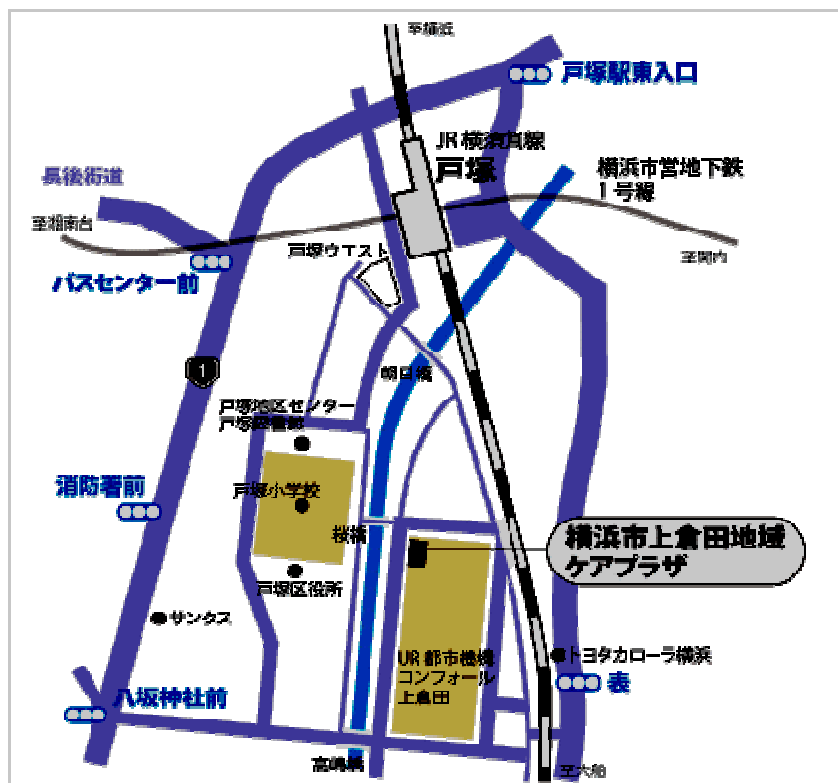 至横浜
戸塚駅東入口
JR横須賀線
戸塚
横浜市営地下鉄
1号線
長後街道
至湘南台
至関内
戸塚ウエスト
バスセンター前
1
朝日橋
戸塚地区センター
戸塚図書館
消防署前
戸塚小学校
桜橋
横浜市上倉田地域
ケアプラザ
戸塚区役所
サンクス
UR都市機構
コンフォール
上倉田
トヨタカローラ横浜
表
八坂神社前
高嶋橋
至大船